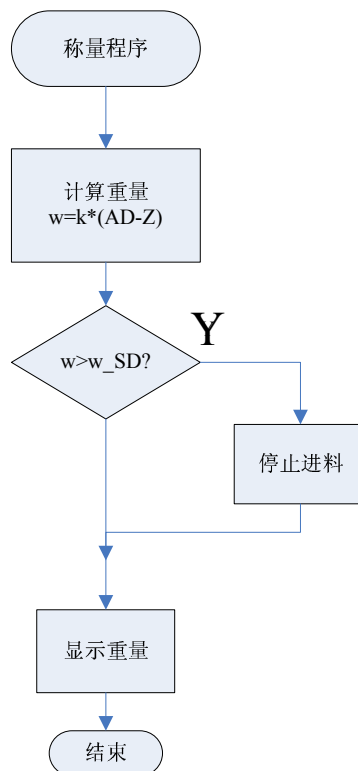 称量程序
计算重量
w=k*(AD-Z)
w>w_SD?
Y
停止进料
显示重量
结束